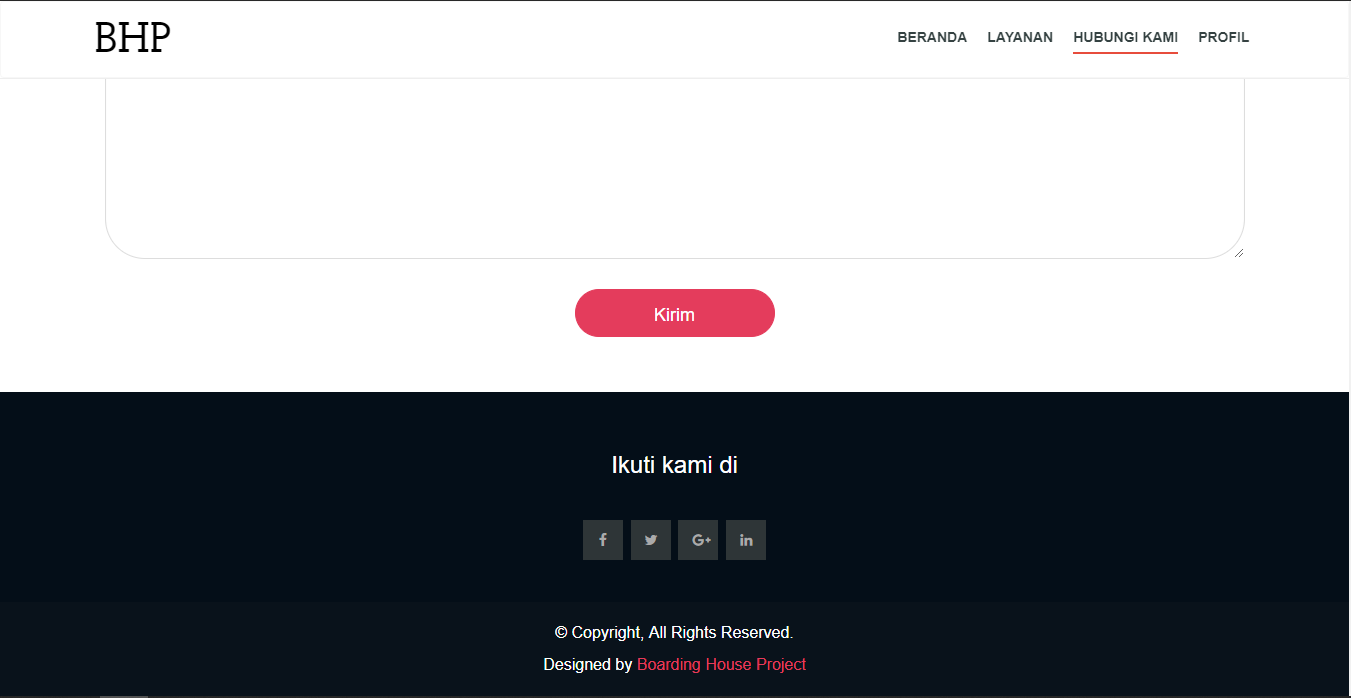 BHP
BERANDA LAYANAN HUBUNGI KAMI PROFIL
Kirim
Ikuti kami di
© Copyright, All Rights Reserved.
Designed by Boarding House Project